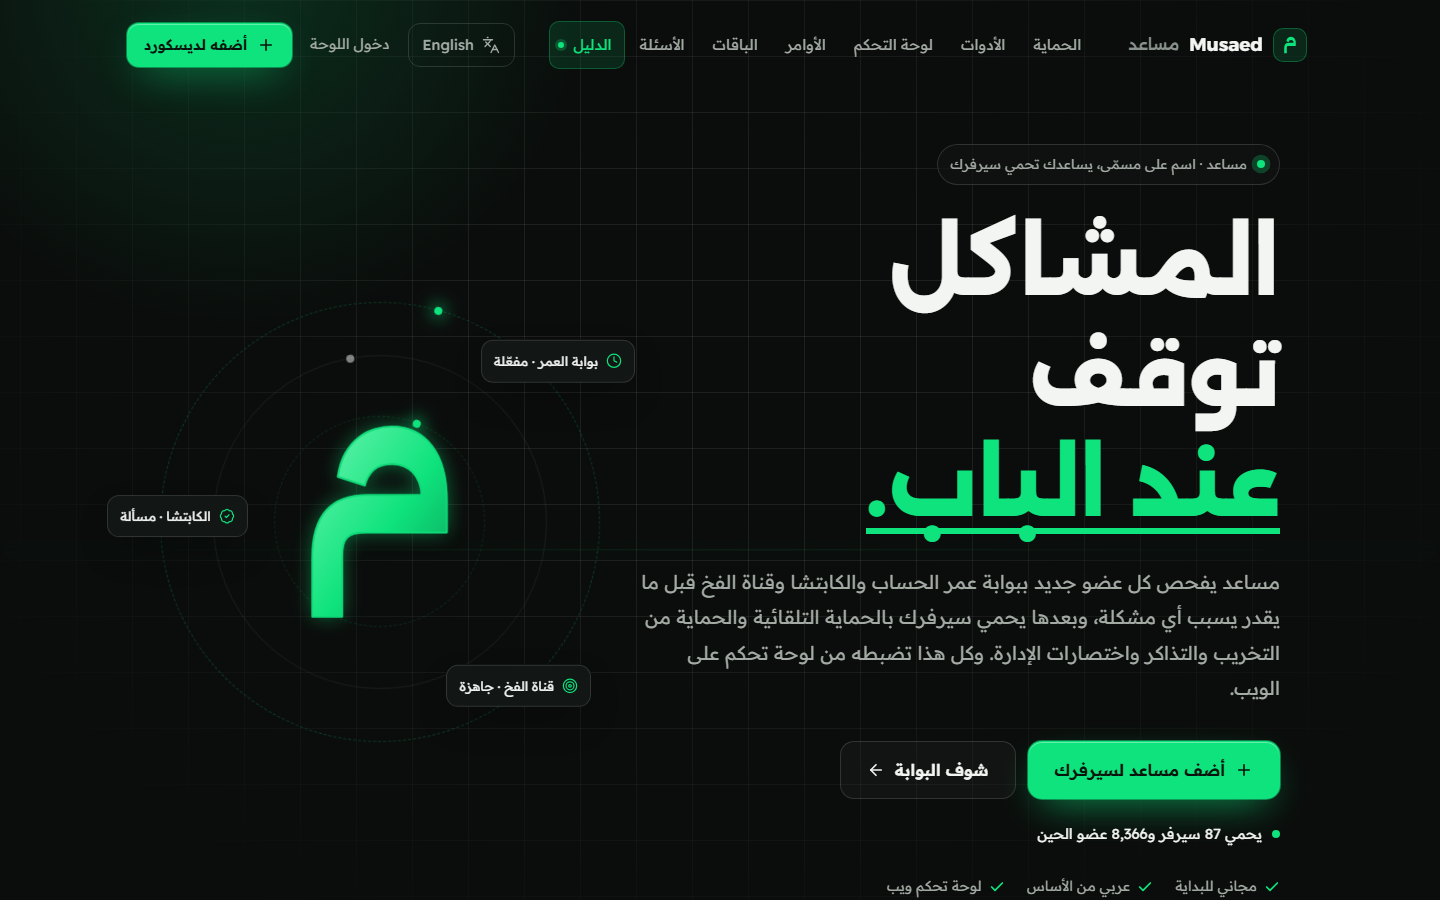 م
Musaed مساعد
الحماية
الأدوات
لوحة التحكم
الأوامر
الباقات
الأسئلة
الدليل
English
دخول اللوحة
أضفه لديسكورد
مساعد · اسم على مسمّى، يساعدك تحمي سيرفرك
المشاكل
توقف
عند الباب.
مساعد يفحص كل عضو جديد ببوابة عمر الحساب والكابتشا وقناة الفخ قبل ما
يقدر يسبب أي مشكلة، وبعدها يحمي سيرفرك بالحماية التلقائية والحماية من
التخريب والتذاكر واختصارات الإدارة. وكل هذا تضبطه من لوحة تحكم على
الويب.
أضف مساعد لسيرفرك
شوف البوابة
يحمي 87 سيرفر و8,366 عضو الحين
مجاني للبداية
عربي من الأساس
لوحة تحكم ويب
بوابة العمر · مفعّلة
م
الكابتشا · مسألة
قناة الفخ · جاهزة